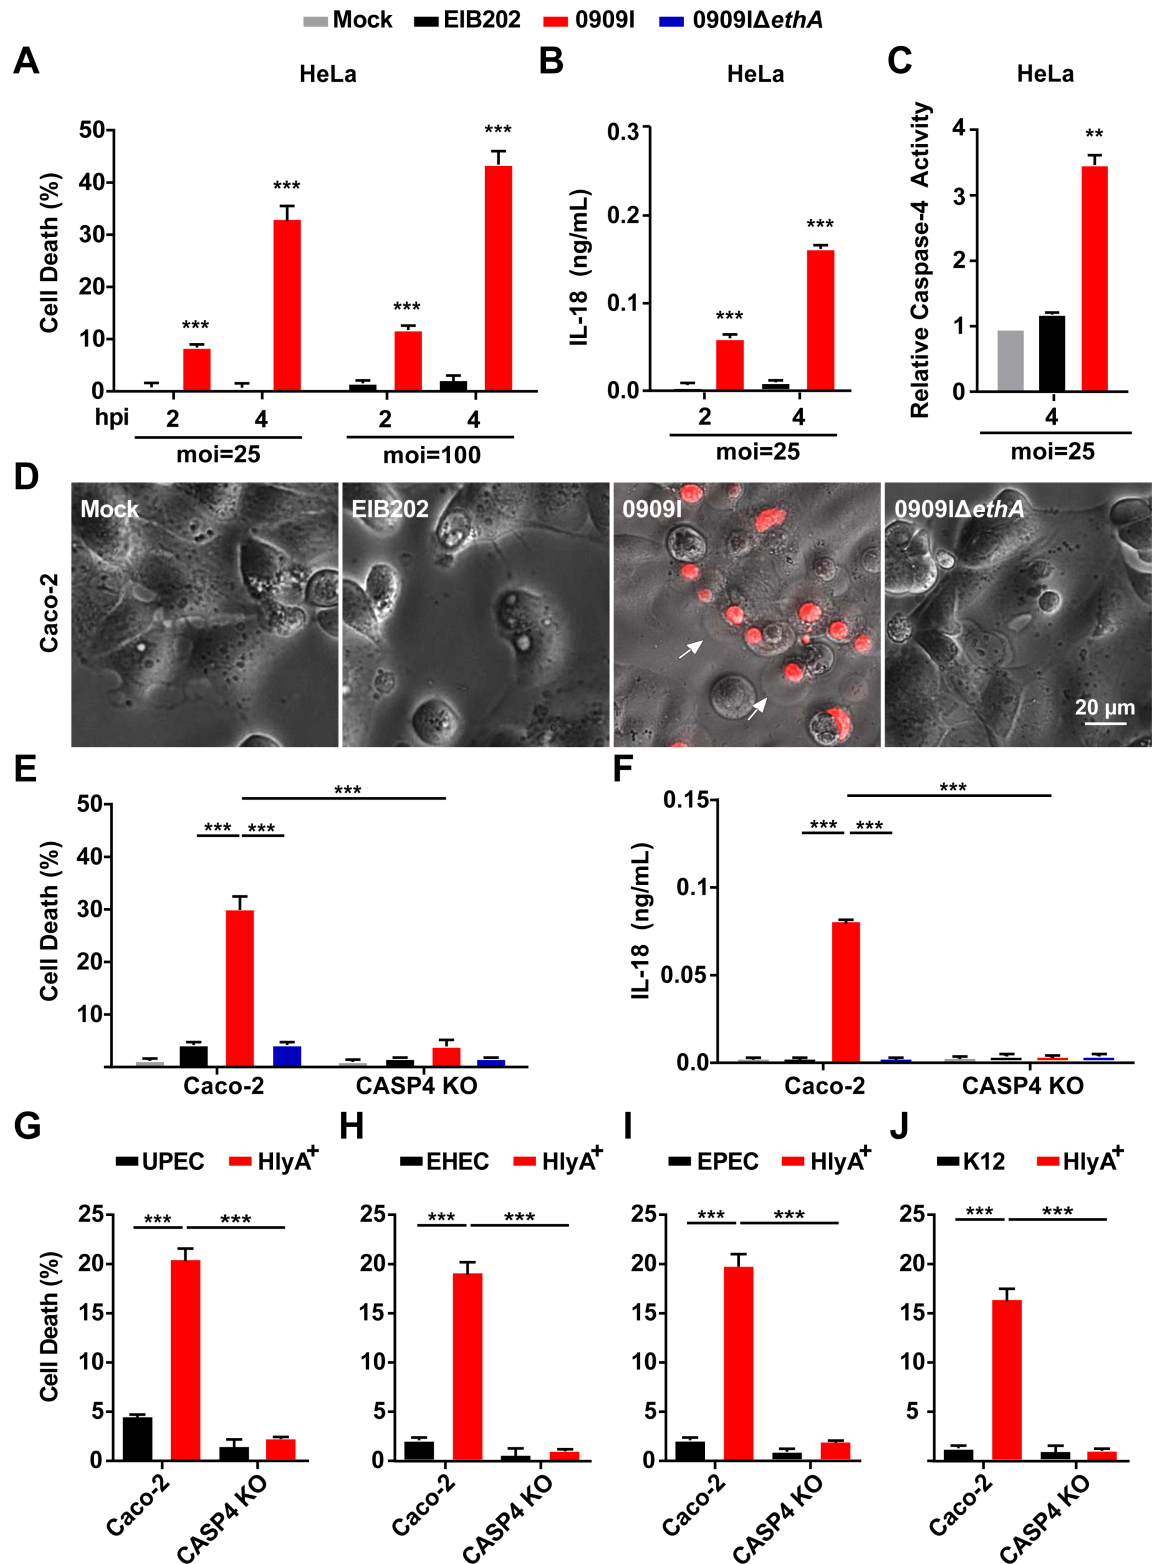 Mock EIB202 0909I 0909IΔethA
A
HeLa
Cell Death (%)
50
40
30
20
10
0
***
***
***
***
hpi 2 4 2 4
moi=25 moi=100
B
HeLa
IL-18 (ng/mL)
0.3
0.2
0.1
0.0
***
***
2 4
moi=25
C
HeLa
Relative Caspase-4 Activity
4
3
2
1
0
**
4
moi=25
D
Caco-2
Mock
EIB202
0909I
0909IΔethA
20 µm
E
Cell Death (%)
50
40
30
20
10
***
*** ***
Caco-2 CASP4 KO
F
IL-18 (ng/mL)
0.15
0.1
0.05
0.0
***
*** ***
Caco-2 CASP4 KO
G
UPEC HlyA+
Cell Death (%)
25
20
15
10
5
0
*** ***
Caco-2
CASP4 KO
H
EHEC HlyA+
25
20
15
10
5
0
*** ***
Caco-2
CASP4 KO
I
EPEC HlyA+
25
20
15
10
5
0
*** ***
Caco-2
CASP4 KO
J
K12 HlyA+
25
20
15
10
5
0
*** ***
Caco-2
CASP4 KO